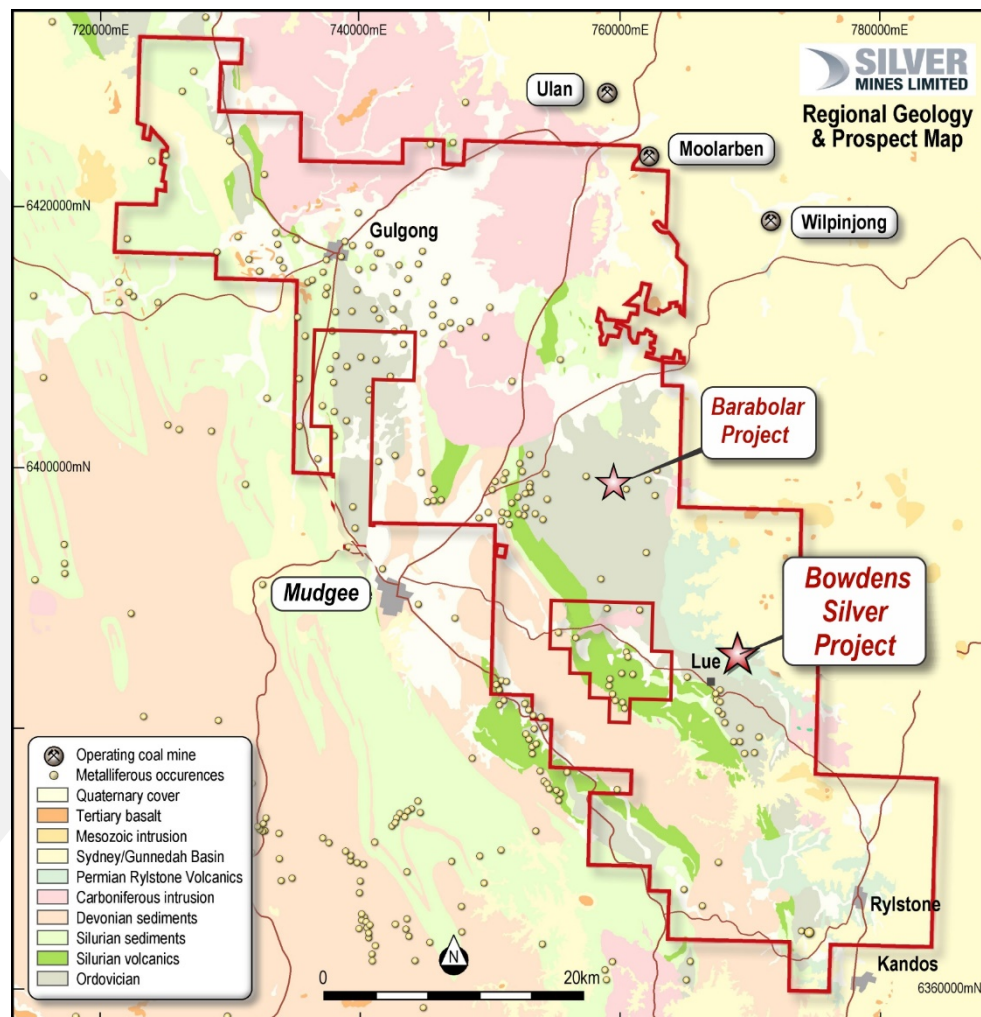 720000mE
740000mE
760000mE
780000mE
SILVER
MINES LIMITED
Regional Geology
& Prospect Map
Ulan
Moolarben
Wilpinjong
6420000mN
Gulgong
Barabolar
Project
6400000mN
Mudgee
Bowdens
Silver
Project
Lue
Operating coal mine
Metalliferous occurences
Quaternary cover
Tertiary basalt
Mesozoic intrusion
Sydney/Gunnedah Basin
Permian Rylstone Volcanics
Carboniferous intrusion
Devonian sediments
Silurian sediments
Silurian volcanics
Ordovician
N
0
20km
Rylstone
Kandos
6360000mN